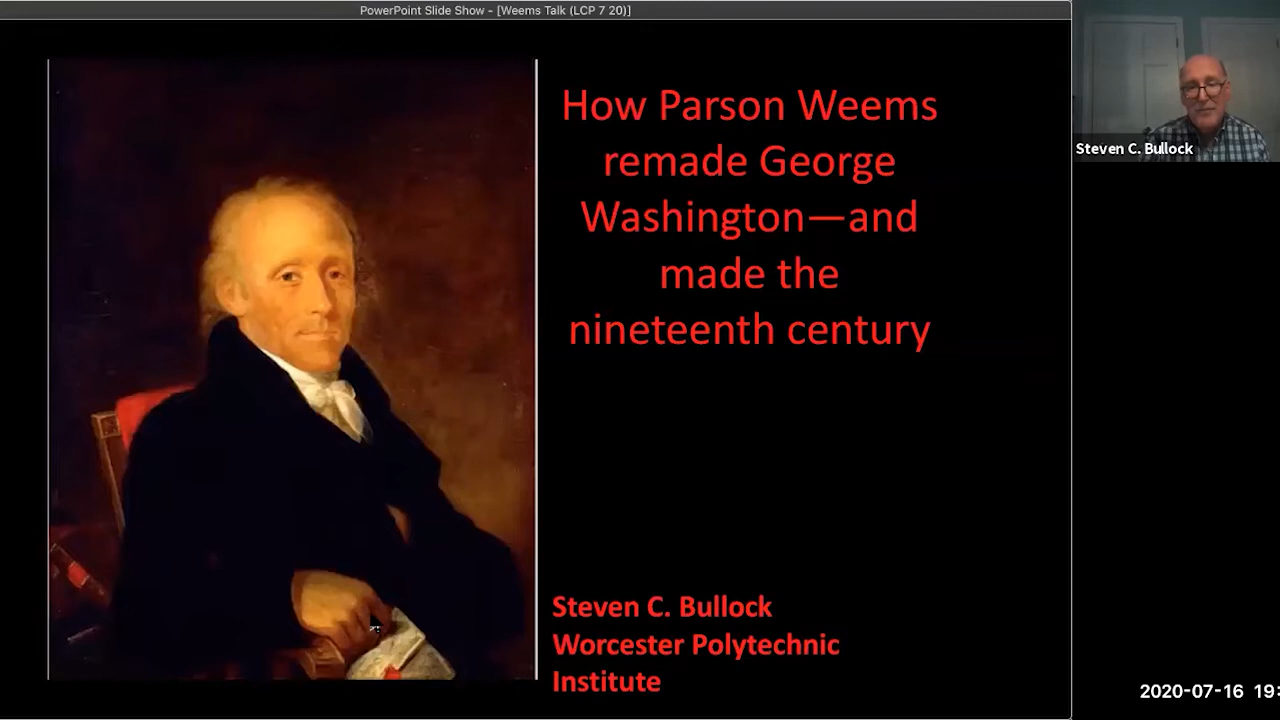 PowerPoint Slide Show - [Weems Talk (LCP 7 20)]
How Parson Weems
remade George
Washington—and
made the
nineteenth century
Steven C. Bullock
Worcester Polytechnic
Institute
Steven C. Bullock
2020-07-16 19: